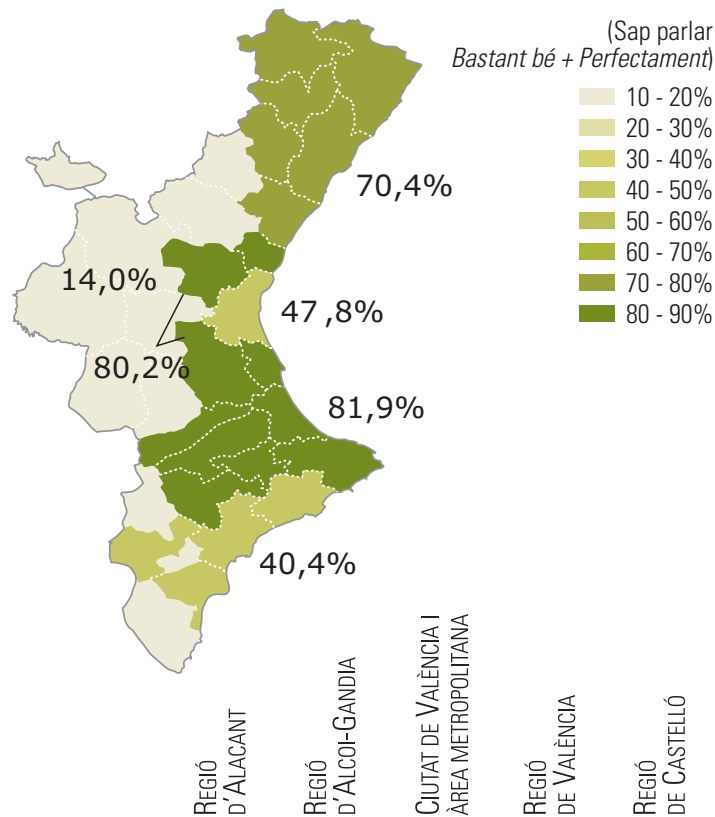 (Sap parlar
Bastant bé + Perfectament)
10 - 20%
20 - 30%
30 - 40%
40 - 50%
50 - 60%
60 - 70%
70 - 80%
80 - 90%
70,4%
14,0%
47,8%
80,2%
81,9%
40,4%
REGIÓ
D'ALACANT
REGIÓ
D'ALCOI-GANDIA
CIUTAT DE VALÈNCIA I
ÀREA METROPOLITANA
REGIÓ
DE VALÈNCIA
REGIÓ
DE CASTELLÓ